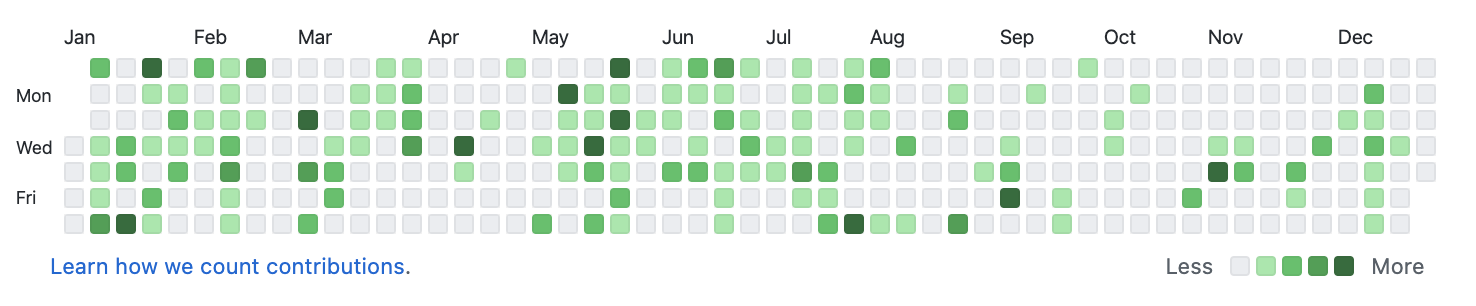 Jan Feb Mar Apr May Jun Jul Aug Sep Oct Nov Dec
Mon
Wed
Fri
Learn how we count contributions. Less More